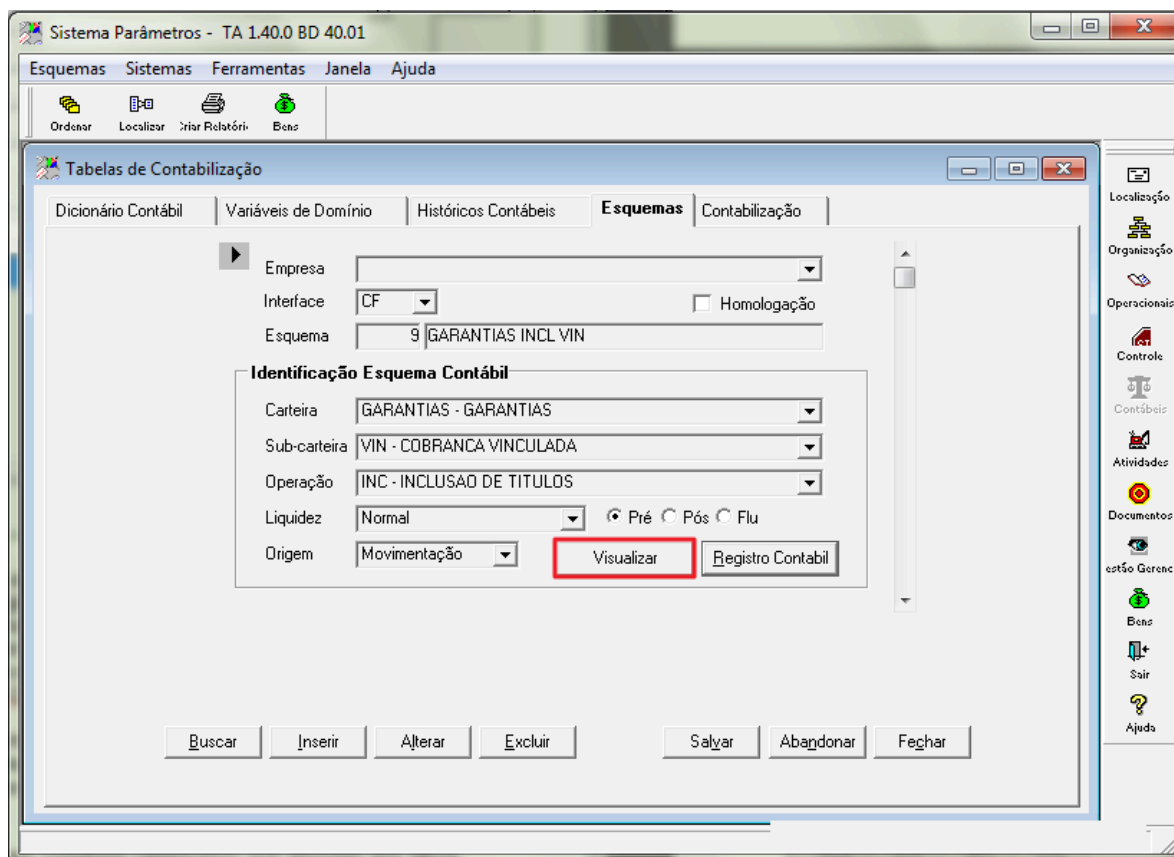 Sistema Parâmetros - TA 1.40.0 BD 40.01
Esquemas Sistemas Ferramentas Janela Ajuda
Ordenar Localizar Criar Relatóri Bens
Tabelas de Contabilização
Dicionário Contábil Variáveis de Domínio Históricos Contábeis Esquemas Contabilização
Empresa
Interface CF Homologação
Esquema 9 GARANTIAS INCL VIN
Identificação Esquema Contábil
Carteira GARANTIAS - GARANTIAS
Sub-carteira VIN - COBRANCA VINCULADA
Operação INC - INCLUSAO DE TITULOS
Liquidez Normal Pré Pós Flu
Origem Movimentação Visualizar Registro Contabil
Buscar Inserir Alterar Excluir Salvar Abandonar Fechar
Localização
Organização
Operacionais
Controle
Contábeis
Atividades
Documentos
estão Gerenc
Bens
Sair
Ajuda